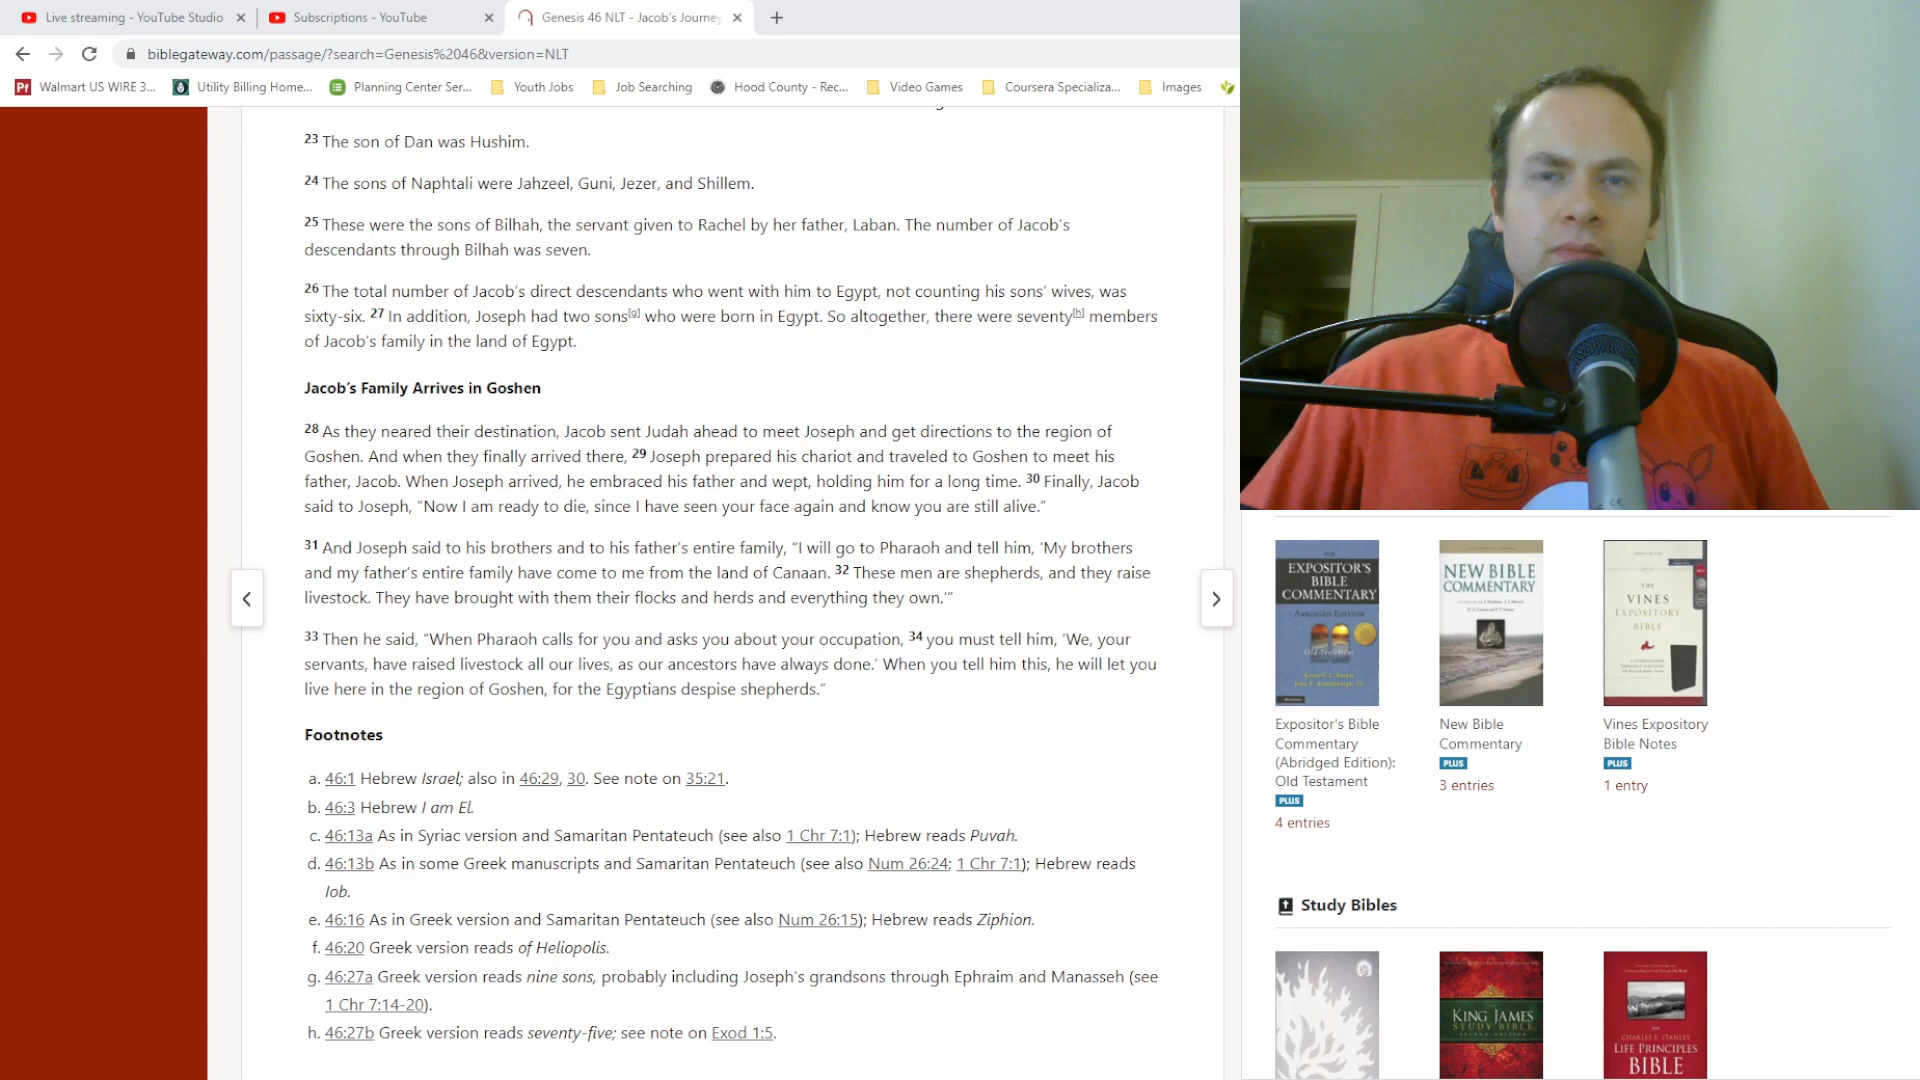 Live streaming - YouTube Studio
Subscriptions - YouTube
Genesis 46 NLT - Jacob's Journey
biblegateway.com/passage/?search=Genesis%2046&version=NLT
Walmart US WIRE 3...
Utility Billing Home...
Planning Center Ser...
Youth Jobs
Job Searching
Hood County - Rec...
Video Games
Coursera Specializa...
Images
23 The son of Dan was Hushim.
24 The sons of Naphtali were Jahzeel, Guni, Jezer, and Shillem.
25 These were the sons of Bilhah, the servant given to Rachel by her father, Laban. The number of Jacob's
descendants through Bilhah was seven.
26 The total number of Jacob's direct descendants who went with him to Egypt, not counting his sons' wives, was
sixty-six. 27 In addition, Joseph had two sons[g] who were born in Egypt. So altogether, there were seventy[h] members
of Jacob's family in the land of Egypt.
Jacob's Family Arrives in Goshen
28 As they neared their destination, Jacob sent Judah ahead to meet Joseph and get directions to the region of
Goshen. And when they finally arrived there, 29 Joseph prepared his chariot and traveled to Goshen to meet his
father, Jacob. When Joseph arrived, he embraced his father and wept, holding him for a long time. 30 Finally, Jacob
said to Joseph, "Now I am ready to die, since I have seen your face again and know you are still alive."
31 And Joseph said to his brothers and to his father's entire family, "I will go to Pharaoh and tell him, 'My brothers
and my father's entire family have come to me from the land of Canaan. 32 These men are shepherds, and they raise
livestock. They have brought with them their flocks and herds and everything they own.'"
33 Then he said, "When Pharaoh calls for you and asks you about your occupation, 34 you must tell him, 'We, your
servants, have raised livestock all our lives, as our ancestors have always done.' When you tell him this, he will let you
live here in the region of Goshen, for the Egyptians despise shepherds."
Footnotes
a. 46:1 Hebrew Israel; also in 46:29, 30. See note on 35:21.
b. 46:3 Hebrew I am El.
c. 46:13a As in Syriac version and Samaritan Pentateuch (see also 1 Chr 7:1); Hebrew reads Puvah.
d. 46:13b As in some Greek manuscripts and Samaritan Pentateuch (see also Num 26:24; 1 Chr 7:1); Hebrew reads
Iob.
e. 46:16 As in Greek version and Samaritan Pentateuch (see also Num 26:15); Hebrew reads Ziphion.
f. 46:20 Greek version reads of Heliopolis.
g. 46:27a Greek version reads nine sons, probably including Joseph's grandsons through Ephraim and Manasseh (see
1 Chr 7:14-20).
h. 46:27b Greek version reads seventy-five; see note on Exod 1:5.
THE
EXPOSITOR'S
BIBLE
COMMENTARY
ABRIDGED EDITION
Old Testament
NEW BIBLE
COMMENTARY
THE
VINES
EXPOSITORY
BIBLE
Expositor's Bible
Commentary
(Abridged Edition):
Old Testament
PLUS
4 entries
New Bible
Commentary
PLUS
3 entries
Vines Expository
Bible Notes
PLUS
1 entry
Study Bibles
KING JAMES
STUDY BIBLE
THE
CHARLES F. STANLEY
LIFE PRINCIPLES
BIBLE